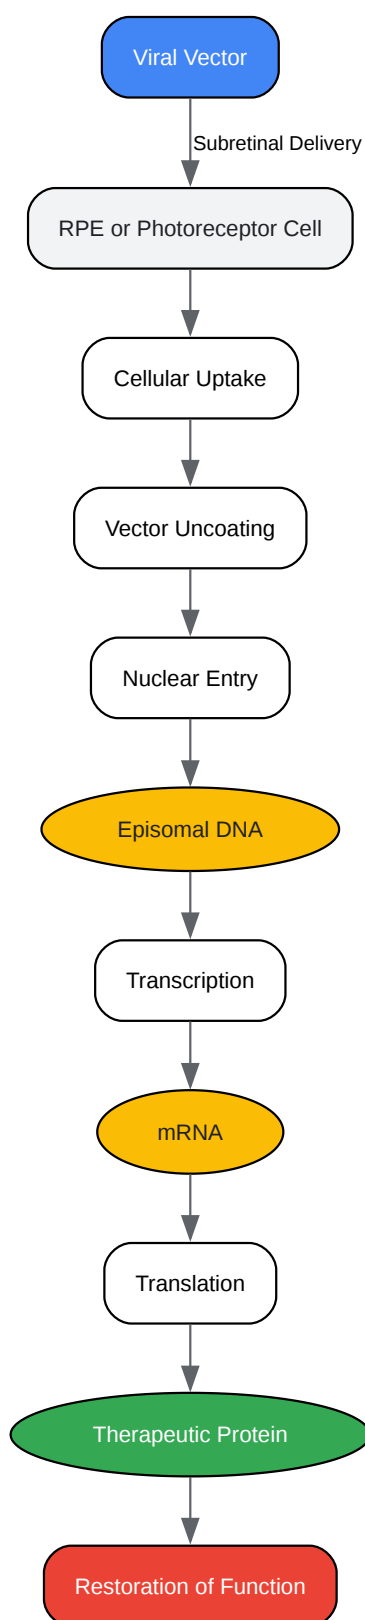 Viral Vector
Subretinal Delivery
RPE or Photoreceptor Cell
Cellular Uptake
Vector Uncoating
Nuclear Entry
Episomal DNA
Transcription
mRNA
Translation
Therapeutic Protein
Restoration of Function